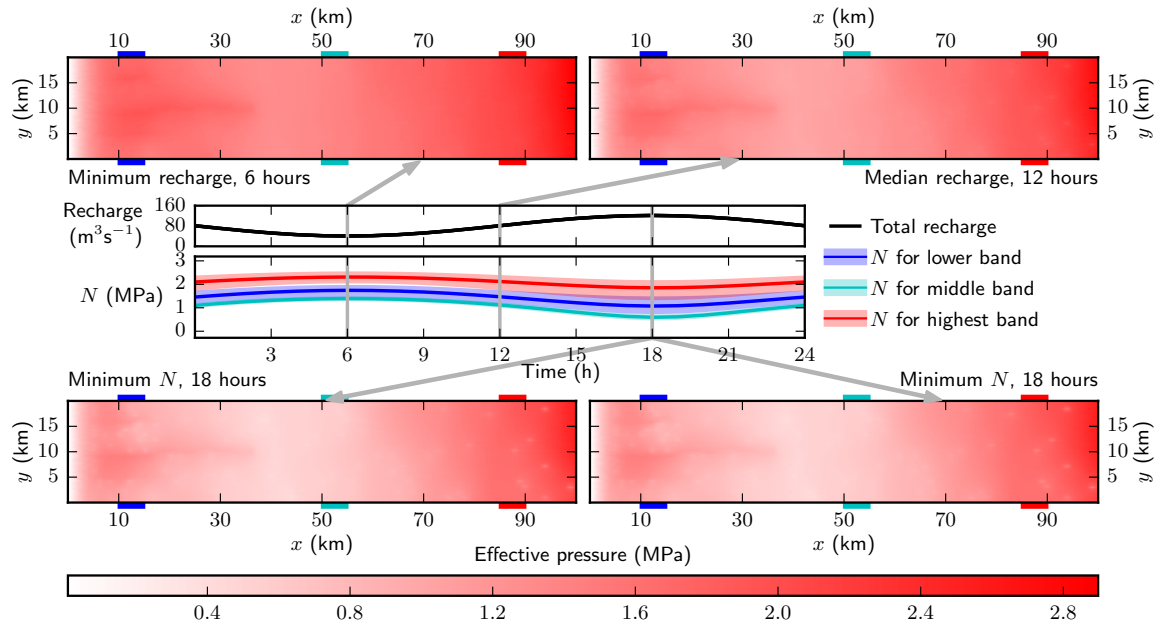 x (km) x (km)
10 30 50 70 90 10 30 50 70 90
y (km) 15 10 5 15 10 5 y (km)
Minimum recharge, 6 hours Median recharge, 12 hours
Recharge
(m³s⁻¹)
160
80
0
Total recharge
N (MPa)
3
2
1
0
N for lower band
N for middle band
N for highest band
3 6 9 12 15 18 21 24
Time (h)
Minimum N, 18 hours Minimum N, 18 hours
y (km) 15 10 5 15 10 5 y (km)
10 30 50 70 90 10 30 50 70 90
x (km) x (km)
Effective pressure (MPa)
0.4 0.8 1.2 1.6 2.0 2.4 2.8